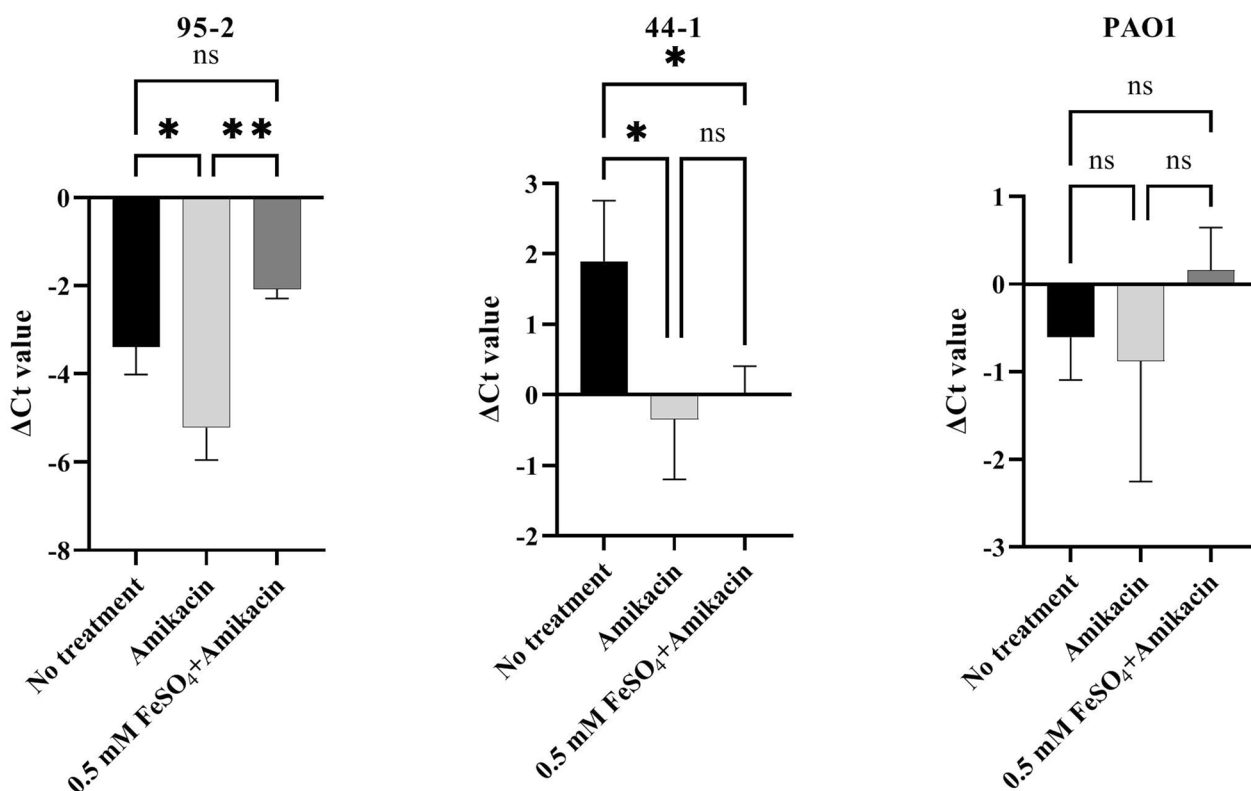 95-2
ns
* **
0
-2
-4
-6
-8
ΔCt value
No treatment
Amikacin
0.5 mM FeSO₄+Amikacin
44-1
*
* ns
3
2
1
0
-1
-2
ΔCt value
No treatment
Amikacin
0.5 mM FeSO₄+Amikacin
PAO1
ns
ns ns
1
0
-1
-2
-3
ΔCt value
No treatment
Amikacin
0.5 mM FeSO₄+Amikacin